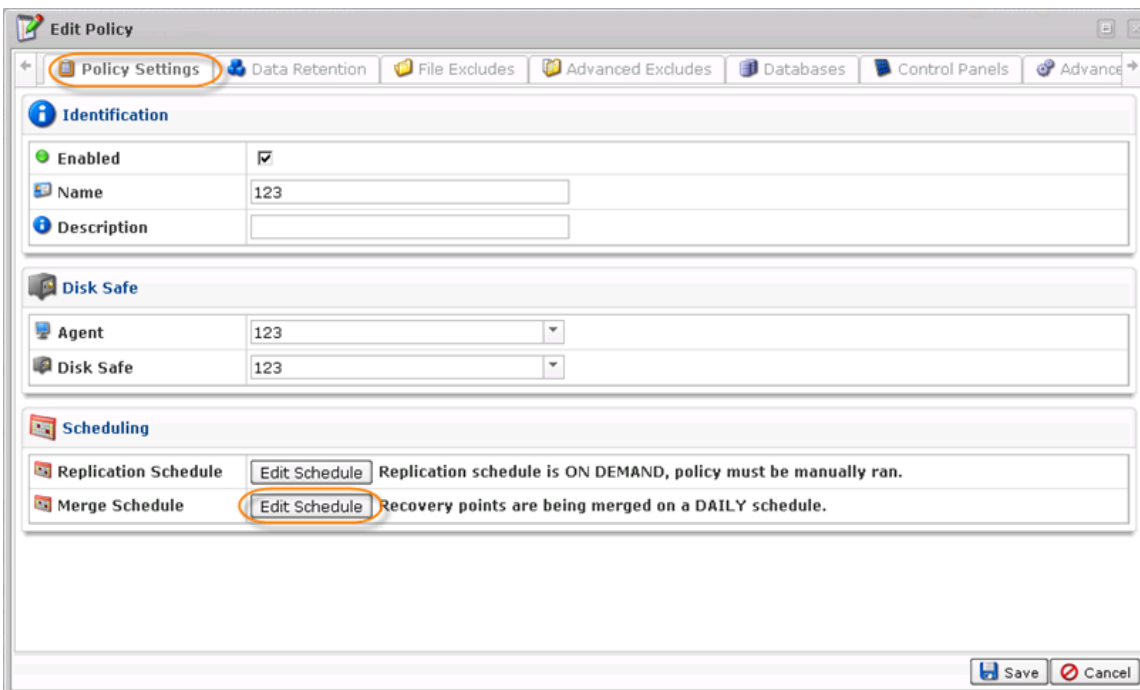 Edit Policy
Policy Settings Data Retention File Excludes Advanced Excludes Databases Control Panels Advance
Identification
Enabled
Name 123
Description
Disk Safe
Agent 123
Disk Safe 123
Scheduling
Replication Schedule Edit Schedule Replication schedule is ON DEMAND, policy must be manually ran.
Merge Schedule Edit Schedule Recovery points are being merged on a DAILY schedule.
Save Cancel